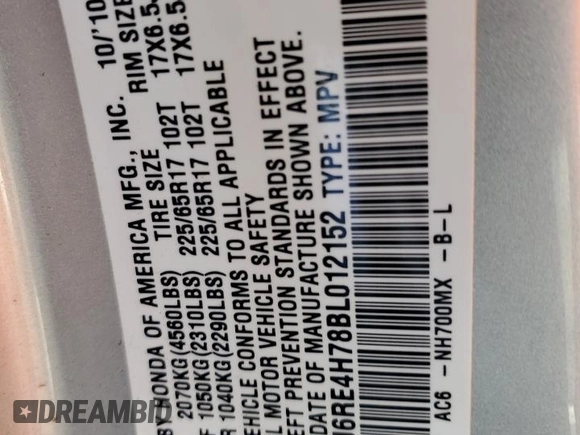 BY HONDA OF AMERICA MFG., INC. 10/'10
TIRE SIZE RIM SIZE
2070KG(4560LBS) 225/65R17 102T 17X6.5
F 1050KG(2310LBS) 225/65R17 102T 17X6.5
R 1040KG(2290LBS)
VEHICLE CONFORMS TO ALL APPLICABLE
MOTOR VEHICLE SAFETY
THEFT PREVENTION STANDARDS IN EFFECT
DATE OF MANUFACTURE SHOWN ABOVE.
6RE4H78BL012152 TYPE: MPV
AC6 -NH700MX -B-L
DREAMBID